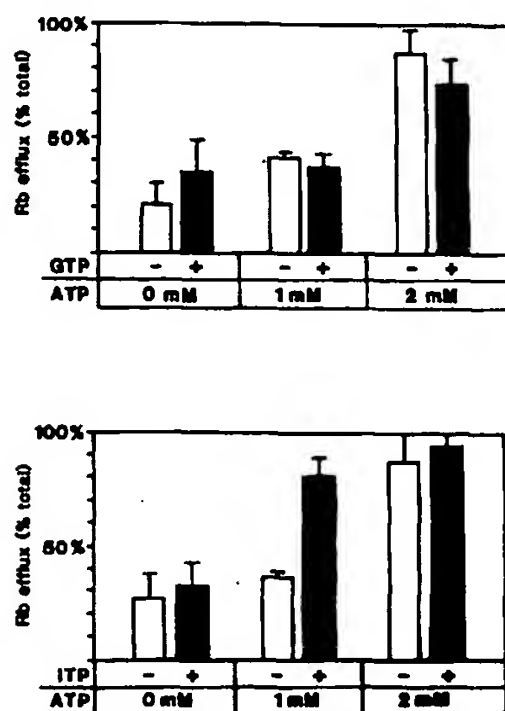 100%
50%
Rb efflux (% total)
GTP - + - + - +
ATP 0 mM 1 mM 2 mM
100%
50%
Rb efflux (% total)
ITP - + - + - +
ATP 0 mM 1 mM 2 mM